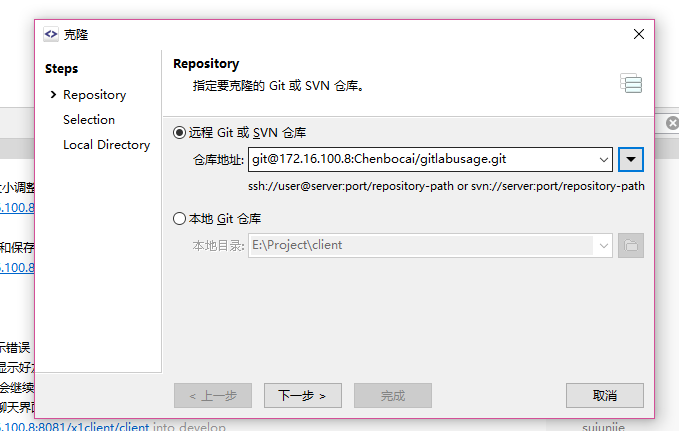 克隆
Steps
Repository
Selection
Local Directory
Repository
指定要克隆的 Git 或 SVN 仓库。
远程 Git 或 SVN 仓库
仓库地址:
git@172.16.100.8:Chenbocai/gitlabusage.git
ssh://user@server:port/repository-path or svn://server:port/repository-path
本地 Git 仓库
本地目录:
E:\Project\client
< 上一步
下一步 >
完成
取消
小调整
.100.8
和保存
.100.8
示错误
显示好
会继续
聊天界面
.100.8:8081/x1client/client into develop
sujunjie